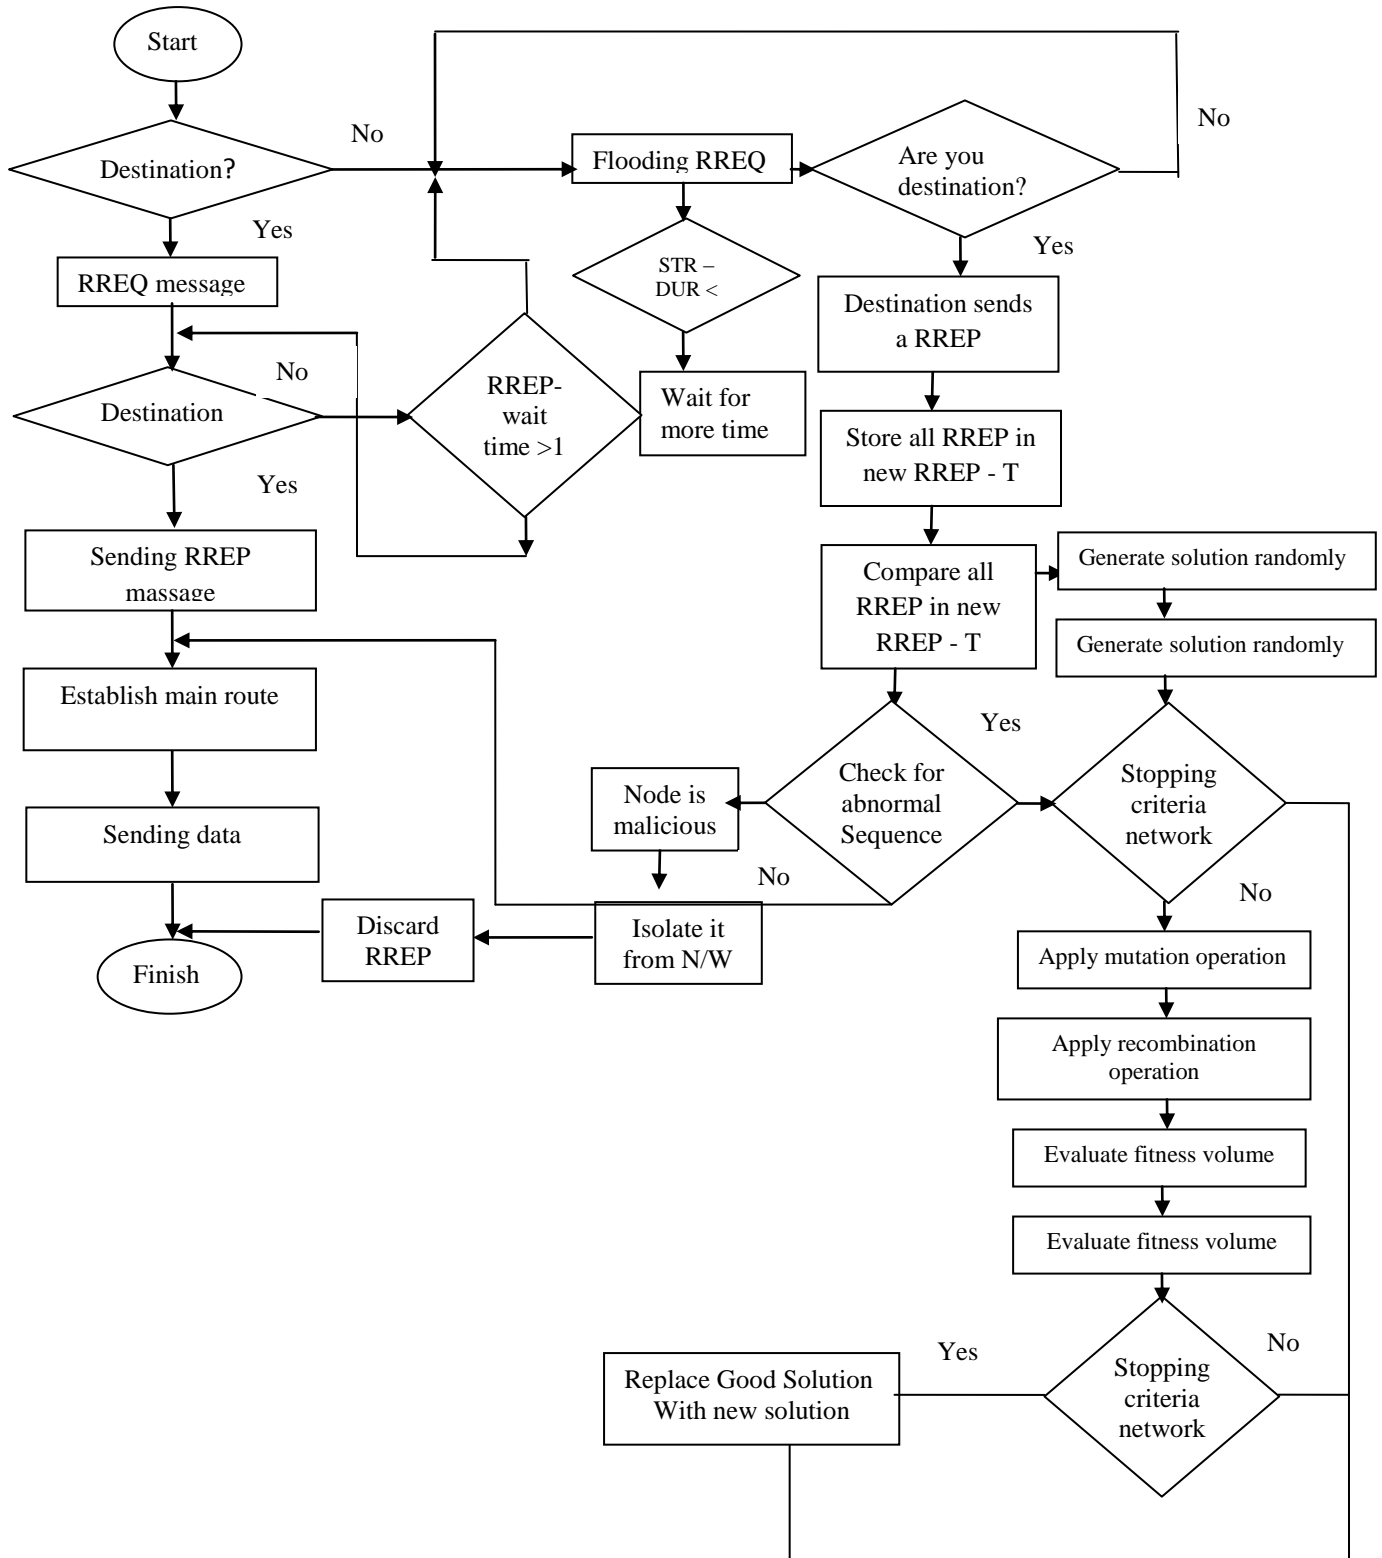 Start
No
No
Destination?
Flooding RREQ
Are you
destination?
Yes
Yes
RREQ message
STR –
DUR <
Destination sends
a RREP
No
RREP-
wait
time >1
Wait for
more time
Destination
Store all RREP in
new RREP - T
Yes
Sending RREP
massage
Compare all
RREP in new
RREP - T
Generate solution randomly
Generate solution randomly
Establish main route
Yes
Check for
abnormal
Sequence
Stopping
criteria
network
Node is
malicious
Sending data
No
No
Discard
RREP
Isolate it
from N/W
Finish
Apply mutation operation
Apply recombination
operation
Evaluate fitness volume
Evaluate fitness volume
Yes
No
Replace Good Solution
With new solution
Stopping
criteria
network